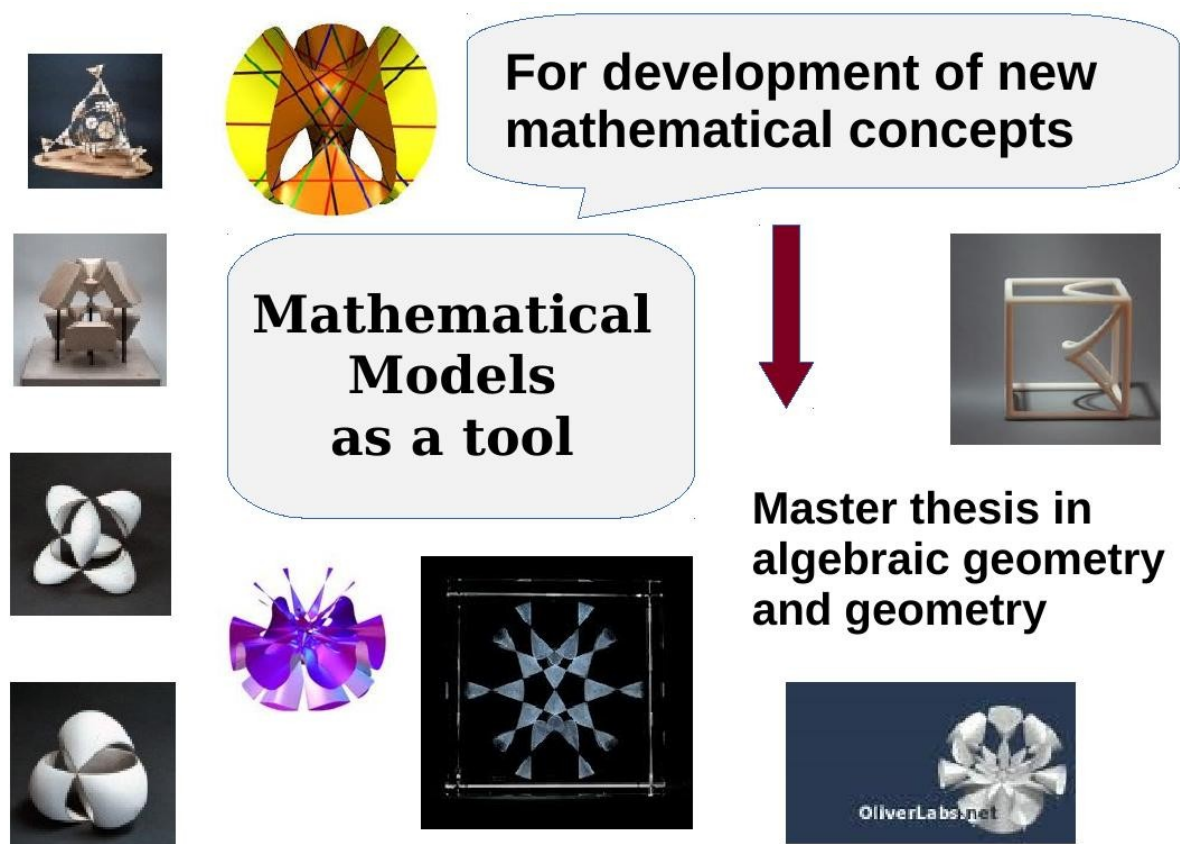 For development of new
mathematical concepts
Mathematical
Models
as a tool
Master thesis in
algebraic geometry
and geometry
OliverLabs.net